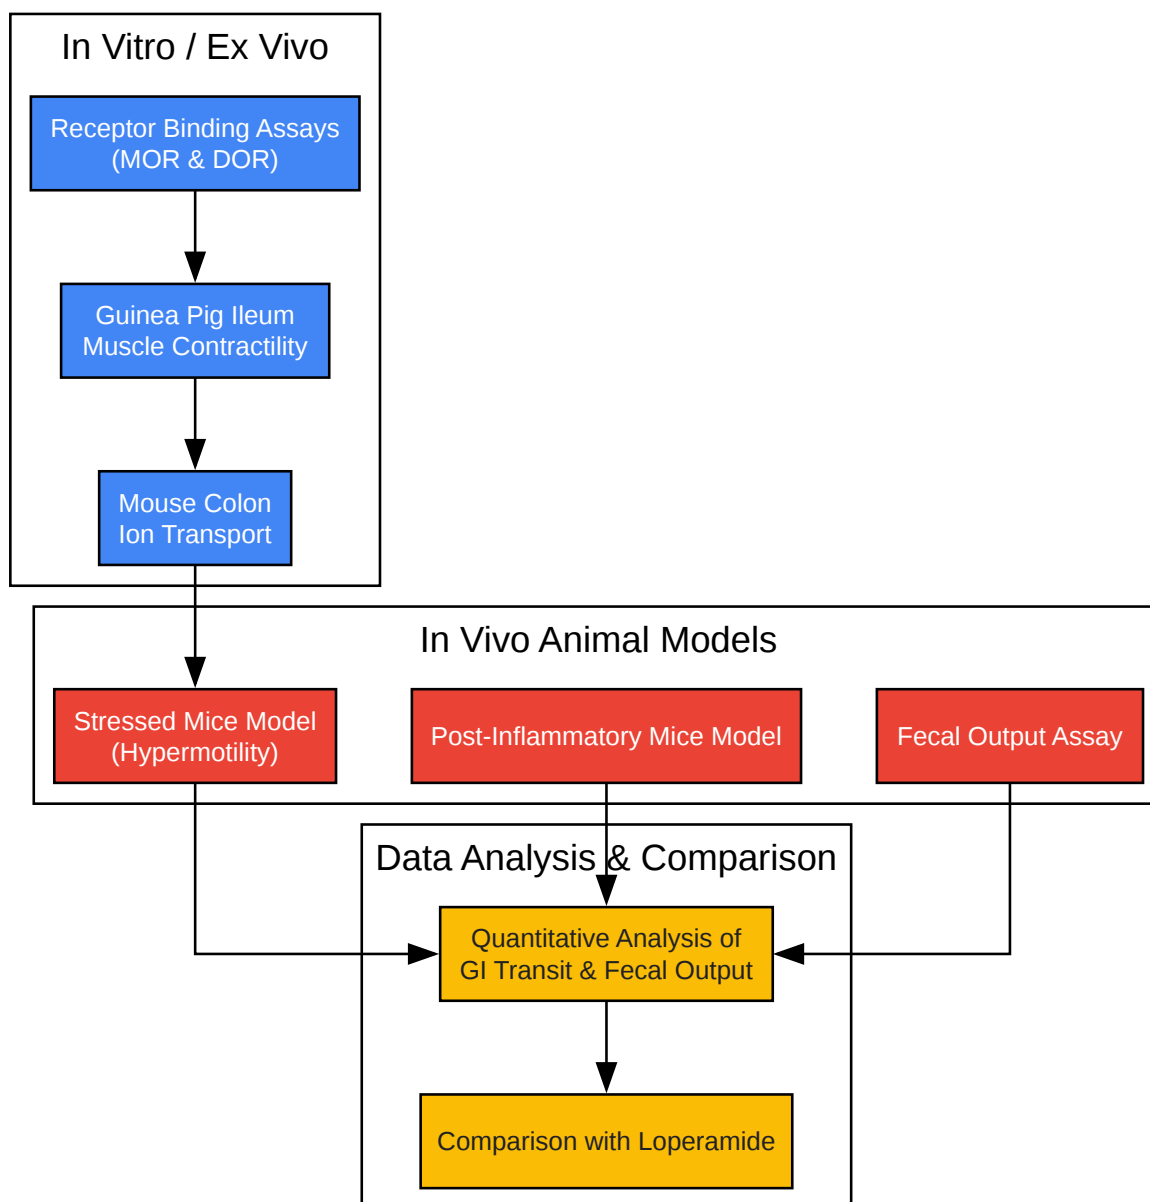 In Vitro / Ex Vivo
Receptor Binding Assays
(MOR & DOR)
Guinea Pig Ileum
Muscle Contractility
Mouse Colon
Ion Transport
In Vivo Animal Models
Stressed Mice Model
(Hypermotility)
Post-Inflammatory Mice Model
Fecal Output Assay
Data Analysis & Comparison
Quantitative Analysis of
GI Transit & Fecal Output
Comparison with Loperamide